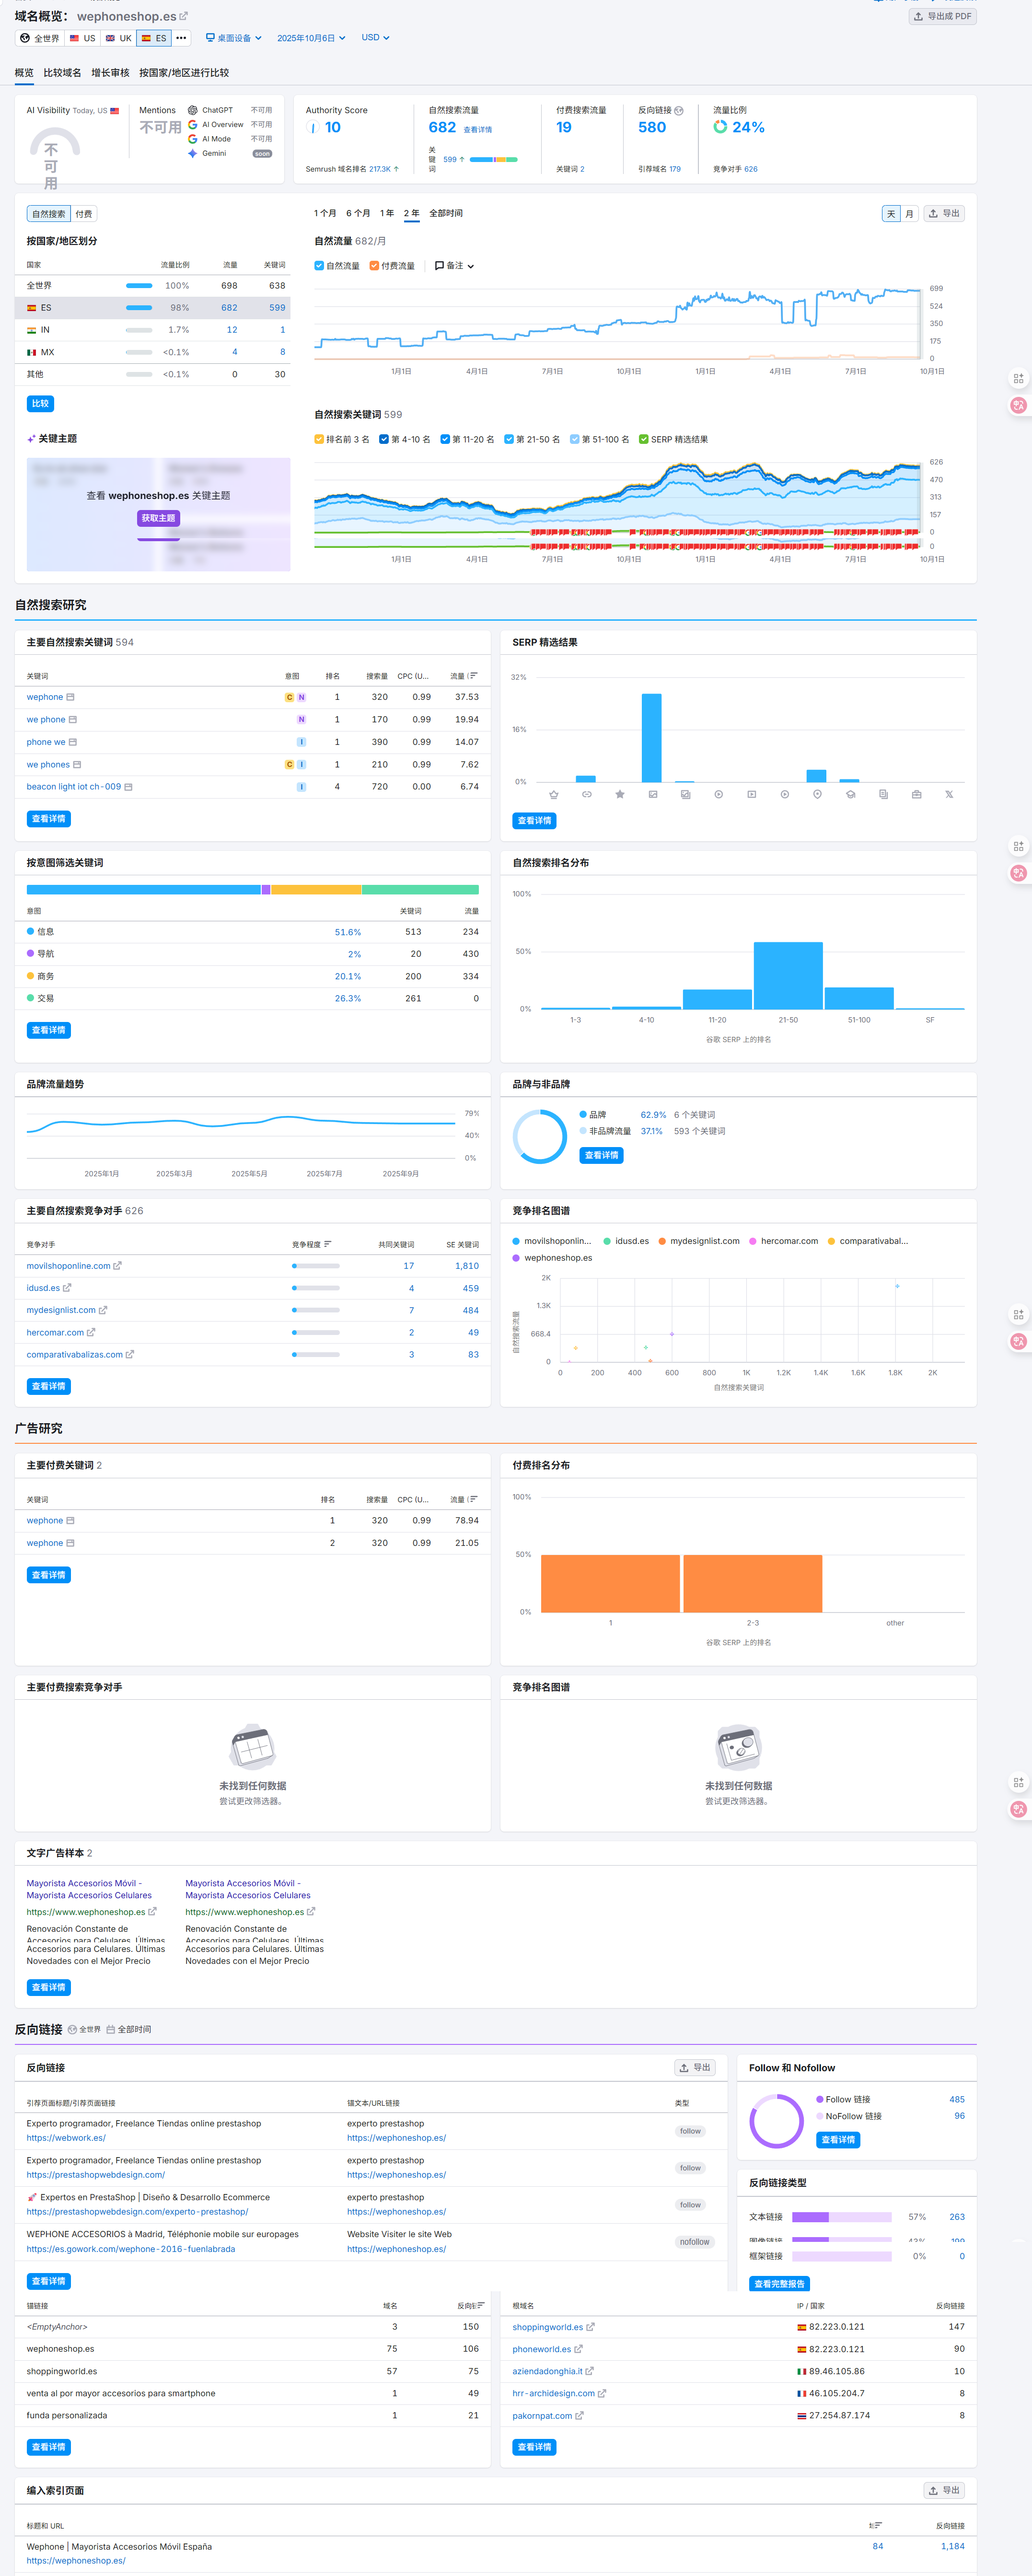 域名概览： wephoneshop.es
导出成 PDF
全世界 US UK ES •••
桌面设备 2025年10月6日 USD
概览 比较域名 增长审核 按国家/地区进行比较
AI Visibility Today, US
不可用
Mentions
不可用
ChatGPT 不可用
AI Overview 不可用
AI Mode 不可用
Gemini soon
Authority Score
10
Semrush 域名排名 217.3K ↑
自然搜索流量
682 查看详情
关键词 599 ↑
付费搜索流量
19
关键词 2
反向链接
580
引荐域名 179
流量比例
24%
竞争对手 626
自然搜索 付费
1 个月 6 个月 1 年 2 年 全部时间
天 月 导出
按国家/地区划分
国家 流量比例 流量 关键词
全世界 100% 698 638
ES 98% 682 599
IN 1.7% 12 1
MX <0.1% 4 8
其他 <0.1% 0 30
比较
关键主题
查看 wephoneshop.es 关键主题
获取主题
自然流量 682/月
自然流量 付费流量 备注
699
524
350
175
0
1月1日 4月1日 7月1日 10月1日 1月1日 4月1日 7月1日 10月1日
自然搜索关键词 599
排名前 3 名 第 4-10 名 第 11-20 名 第 21-50 名 第 51-100 名 SERP 精选结果
626
470
313
157
0
0
1月1日 4月1日 7月1日 10月1日 1月1日 4月1日 7月1日 10月1日
自然搜索研究
主要自然搜索关键词 594
关键词 意图 排名 搜索量 CPC (U... 流量 (
wephone C N 1 320 0.99 37.53
we phone N 1 170 0.99 19.94
phone we I 1 390 0.99 14.07
we phones C I 1 210 0.99 7.62
beacon light iot ch-009 I 4 720 0.00 6.74
查看详情
SERP 精选结果
32%
16%
0%
查看详情
按意图筛选关键词
意图 关键词 流量
信息 51.6% 513 234
导航 2% 20 430
商务 20.1% 200 334
交易 26.3% 261 0
查看详情
自然搜索排名分布
100%
50%
0%
1-3 4-10 11-20 21-50 51-100 SF
谷歌 SERP 上的排名
品牌流量趋势
79%
40%
0%
2025年1月 2025年3月 2025年5月 2025年7月 2025年9月
品牌与非品牌
品牌 62.9% 6 个关键词
非品牌流量 37.1% 593 个关键词
查看详情
主要自然搜索竞争对手 626
竞争对手 竞争程度 共同关键词 SE 关键词
movilshoponline.com 17 1,810
idusd.es 4 459
mydesignlist.com 7 484
hercomar.com 2 49
comparativabalizas.com 3 83
查看详情
竞争排名图谱
movilshoponlin... idusd.es mydesignlist.com hercomar.com comparativabal...
wephoneshop.es
自然搜索流量
2K
1.3K
668.4
0
0 200 400 600 800 1K 1.2K 1.4K 1.6K 1.8K 2K
自然搜索关键词
广告研究
主要付费关键词 2
关键词 排名 搜索量 CPC (U... 流量 (
wephone 1 320 0.99 78.94
wephone 2 320 0.99 21.05
查看详情
付费排名分布
100%
50%
0%
1 2-3 other
谷歌 SERP 上的排名
主要付费搜索竞争对手
未找到任何数据
尝试更改筛选器。
竞争排名图谱
未找到任何数据
尝试更改筛选器。
文字广告样本 2
Mayorista Accesorios Móvil -
Mayorista Accesorios Celulares
https://www.wephoneshop.es
Renovación Constante de
Accesorios para Celulares. Últimas
Accesorios para Celulares. Últimas
Novedades con el Mejor Precio
Mayorista Accesorios Móvil -
Mayorista Accesorios Celulares
https://www.wephoneshop.es
Renovación Constante de
Accesorios para Celulares. Últimas
Accesorios para Celulares. Últimas
Novedades con el Mejor Precio
查看详情
反向链接 全世界 全部时间
反向链接
导出
引荐页面标题/引荐页面链接 锚文本/URL链接 类型
Experto programador, Freelance Tiendas online prestashop experto prestashop
https://webwork.es/ https://wephoneshop.es/ follow
Experto programador, Freelance Tiendas online prestashop experto prestashop
https://prestashopwebdesign.com/ https://wephoneshop.es/ follow
🚀 Expertos en PrestaShop | Diseño & Desarrollo Ecommerce experto prestashop
https://prestashopwebdesign.com/experto-prestashop/ https://wephoneshop.es/ follow
WEPHONE ACCESORIOS à Madrid, Téléphonie mobile sur europages Website Visiter le site Web
https://es.gowork.com/wephone-2016-fuenlabrada https://wephoneshop.es/ nofollow
查看详情
Follow 和 Nofollow
Follow 链接 485
NoFollow 链接 96
查看详情
反向链接类型
文本链接 57% 263
图像链接 43% 199
框架链接 0% 0
查看完整报告
锚链接 域名 反向
<EmptyAnchor> 3 150
wephoneshop.es 75 106
shoppingworld.es 57 75
venta al por mayor accesorios para smartphone 1 49
funda personalizada 1 21
查看详情
根域名 IP / 国家 反向链接
shoppingworld.es 82.223.0.121 147
phoneworld.es 82.223.0.121 90
aziendadonghia.it 89.46.105.86 10
hrr-archidesign.com 46.105.204.7 8
pakornpat.com 27.254.87.174 8
查看详情
编入索引页面
导出
标题和 URL 反向链接
Wephone | Mayorista Accesorios Móvil España 84 1,184
https://wephoneshop.es/